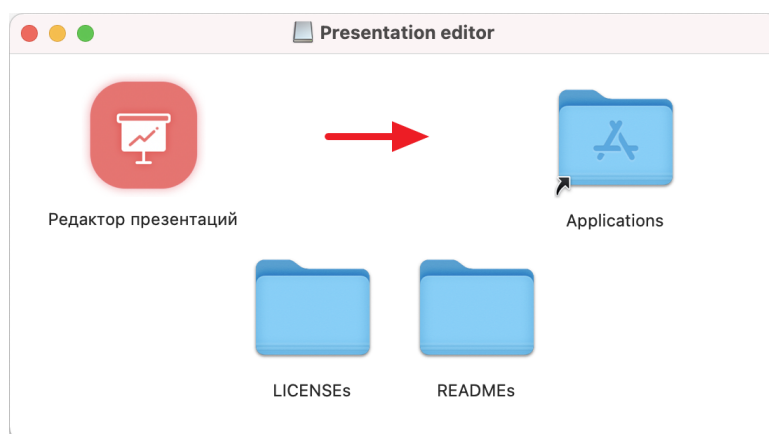 Presentation editor
Редактор презентаций
Applications
LICENSEs
READMEs